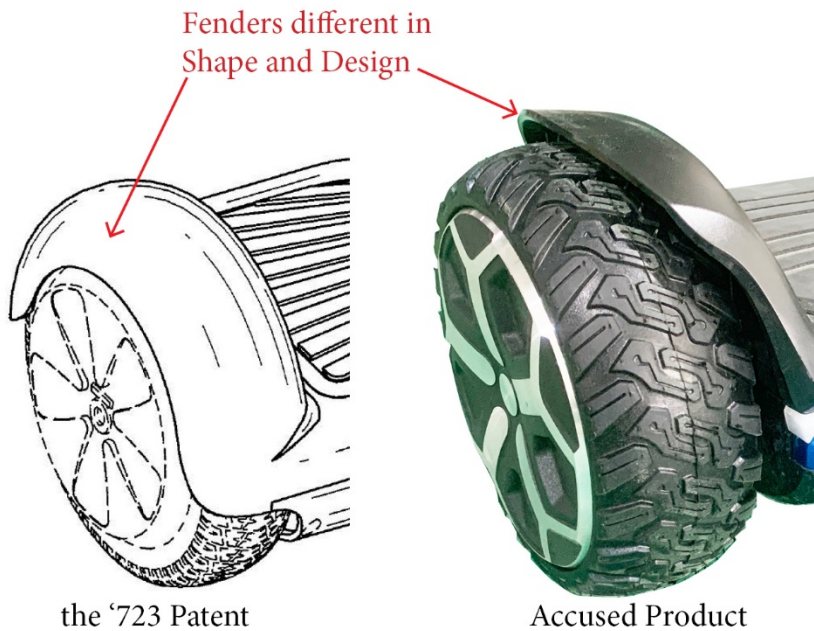 Fenders different in
Shape and Design
the ‘723 Patent
Accused Product